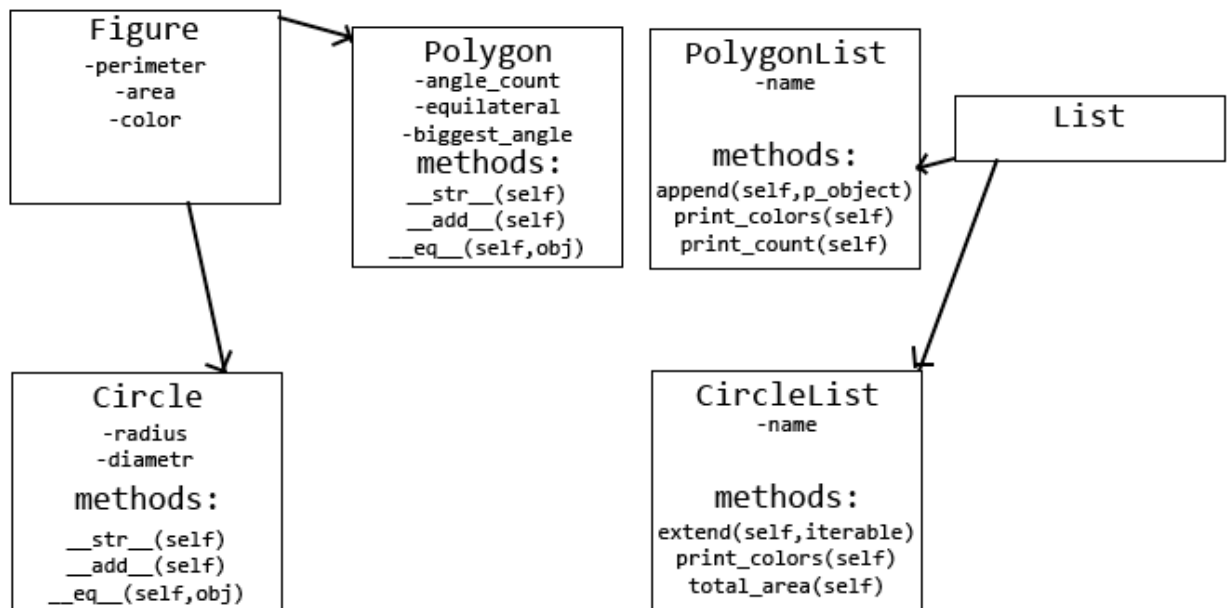 Figure
-perimeter
-area
-color
Polygon
-angle_count
-equilateral
-biggest_angle
methods:
__str__(self)
__add__(self)
__eq__(self,obj)
PolygonList
-name
methods:
append(self,p_object)
print_colors(self)
print_count(self)
List
Circle
-radius
-diametr
methods:
__str__(self)
__add__(self)
__eq__(self,obj)
CircleList
-name
methods:
extend(self,iterable)
print_colors(self)
total_area(self)